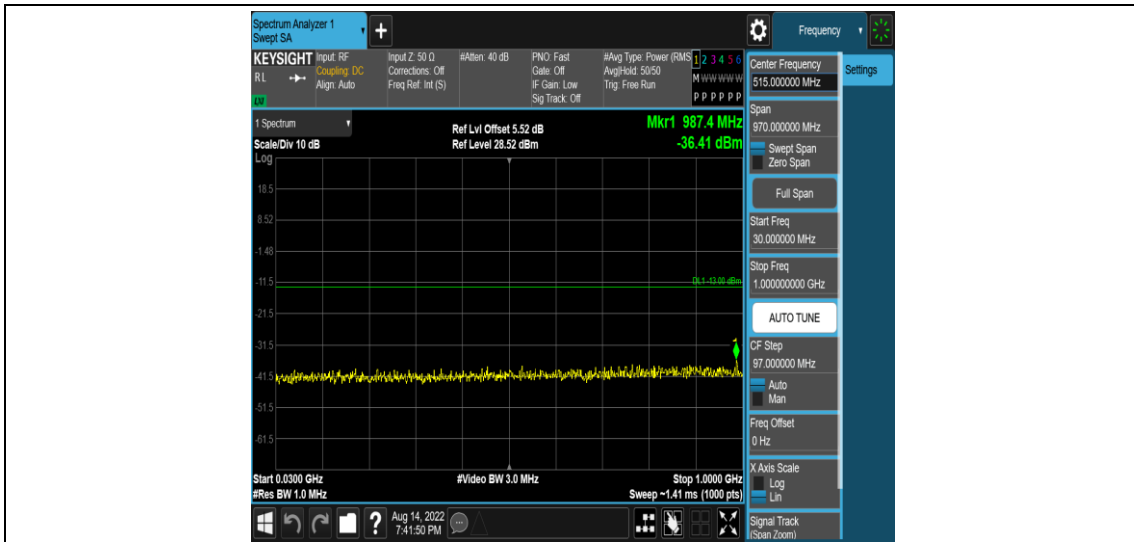 Spectrum Analyzer 1
Swept SA
Frequency
KEYSIGHT
RL
LXI
Input: RF
Coupling: DC
Align: Auto
Input Z: 50 Ω
Corrections: Off
Freq Ref: Int (S)
#Atten: 40 dB
PNO: Fast
Gate: Off
IF Gain: Low
Sig Track: Off
#Avg Type: Power (RMS
Avg|Hold: 50/50
Trig: Free Run
1 2 3 4 5 6
M W W W W W
P P P P P P
1 Spectrum
Scale/Div 10 dB
Ref Lvl Offset 5.52 dB
Ref Level 28.52 dBm
Mkr1 987.4 MHz
-36.41 dBm
Log
18.5
8.52
-1.48
-11.5
DL1 -13.00 dBm
-21.5
-31.5
1
-41.5
-51.5
-61.5
Start 0.0300 GHz
#Res BW 1.0 MHz
#Video BW 3.0 MHz
Stop 1.0000 GHz
Sweep ~1.41 ms (1000 pts)
Aug 14, 2022
7:41:50 PM
Center Frequency
515.000000 MHz
Settings
Span
970.000000 MHz
Swept Span
Zero Span
Full Span
Start Freq
30.000000 MHz
Stop Freq
1.000000000 GHz
AUTO TUNE
CF Step
97.000000 MHz
Auto
Man
Freq Offset
0 Hz
X Axis Scale
Log
Lin
Signal Track
(Span Zoom)